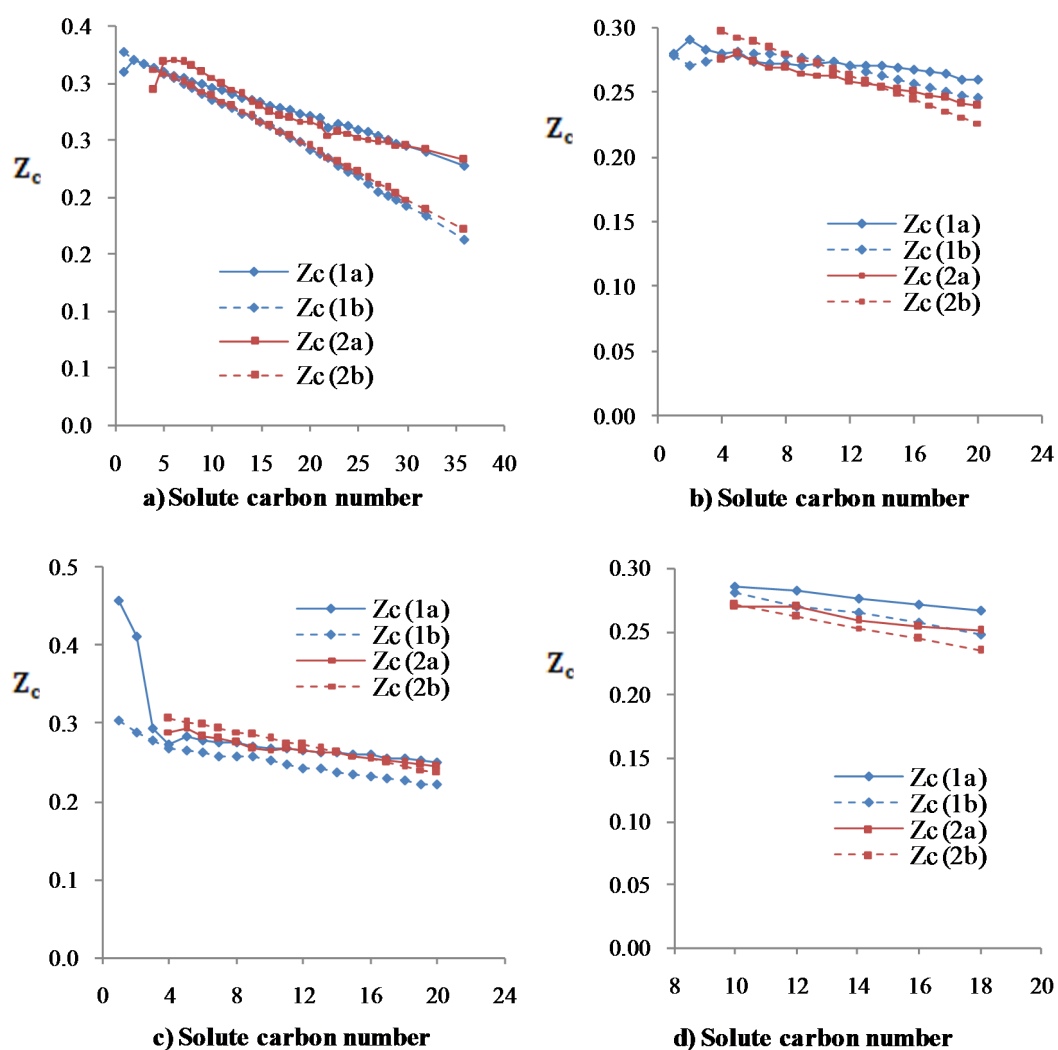 0.4
0.3
0.3
0.2
0.2
0.1
0.1
0.0
Zc
Zc (1a)
Zc (1b)
Zc (2a)
Zc (2b)
0 5 10 15 20 25 30 35 40
a) Solute carbon number
0.30
0.25
0.20
0.15
0.10
0.05
0.00
Zc
Zc (1a)
Zc (1b)
Zc (2a)
Zc (2b)
0 4 8 12 16 20 24
b) Solute carbon number
0.5
0.4
0.3
0.2
0.1
0.0
Zc
Zc (1a)
Zc (1b)
Zc (2a)
Zc (2b)
0 4 8 12 16 20 24
c) Solute carbon number
0.30
0.25
0.20
0.15
0.10
0.05
0.00
Zc
Zc (1a)
Zc (1b)
Zc (2a)
Zc (2b)
8 10 12 14 16 18 20
d) Solute carbon number